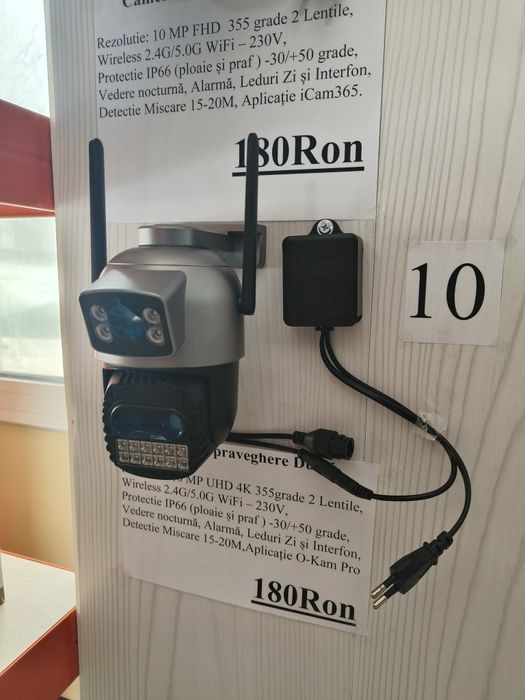 Rezolutie: 10 MP FHD 355 grade 2 Lentile,
Wireless 2.4G/5.0G WiFi – 230V,
Protectie IP66 (ploaie și praf ) -30/+50 grade,
Vedere nocturnă, Alarmă, Leduri Zi și Interfon,
Detectie Miscare 15-20M, Aplicație iCam365.
180Ron
10
praveghere
MP UHD 4K 355grade 2 Lentile,
Wireless 2.4G/5.0G WiFi – 230V,
Protectie IP66 (ploaie și praf ) -30/+50 grade,
Vedere nocturnă, Alarmă, Leduri Zi și Interfon,
Detectie Miscare 15-20M,Aplicație O-Kam Pro
180Ron